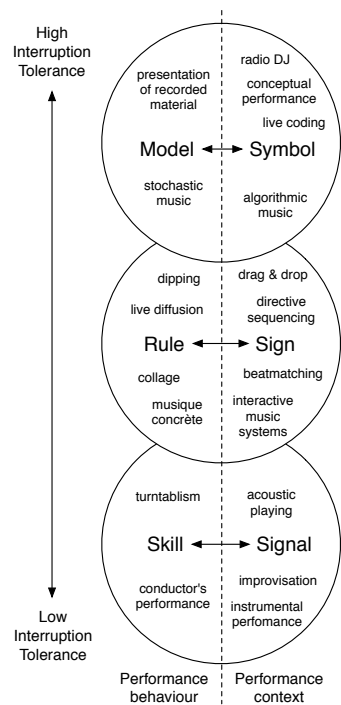 High
Interruption
Tolerance
radio DJ
presentation
of recorded
material
conceptual
performance
live coding
Model
Symbol
stochastic
music
algorithmic
music
dipping
drag & drop
live diffusion
directive
sequencing
Rule
Sign
collage
beatmatching
musique
concrète
interactive
music
systems
turntablism
acoustic
playing
Skill
Signal
conductor's
performance
improvisation
instrumental
perfomance
Low
Interruption
Tolerance
Performance
behaviour
Performance
context